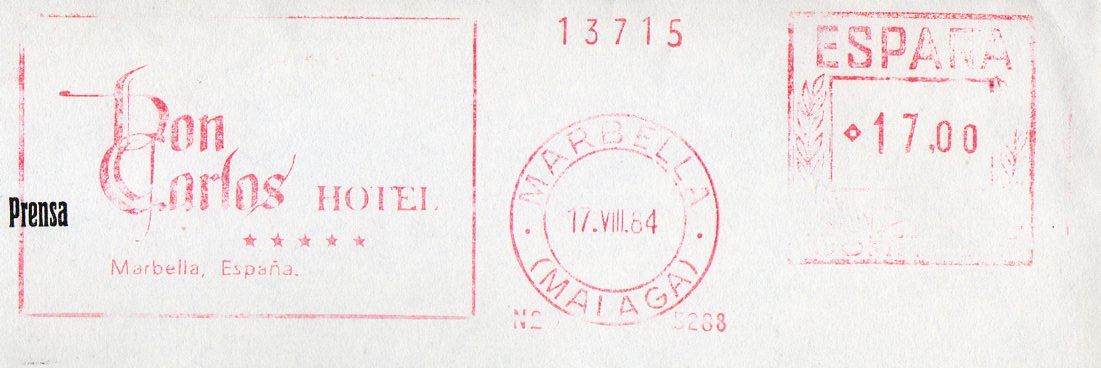 13715
ESPAÑA
Don
Carlos HOTEL
★★★★★
Marbella, España.
Prensa
MARBELLA
17.VIII.84
(MALAGA)
Nº 5288
17,00